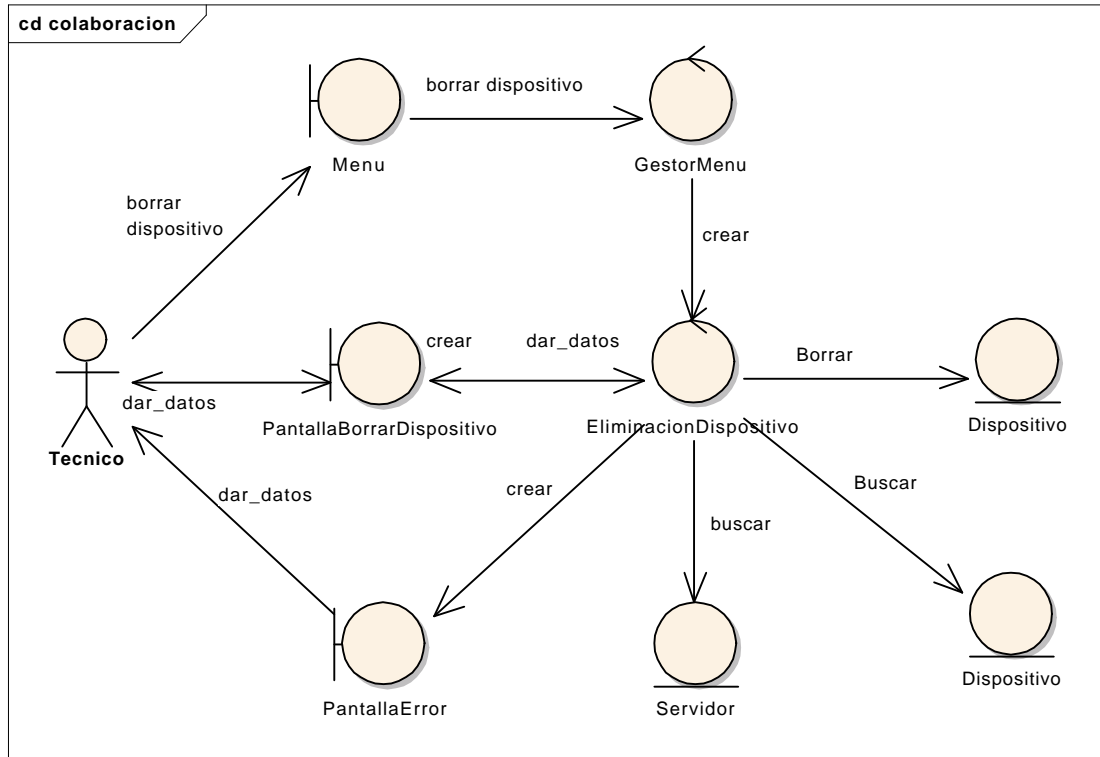 cd colaboracion
borrar dispositivo
Menu
GestorMenu
borrar
dispositivo
crear
crear
dar_datos
Borrar
dar_datos
PantallaBorrarDispositivo
EliminacionDispositivo
Dispositivo
Tecnico
dar_datos
crear
Buscar
buscar
Dispositivo
PantallaError
Servidor